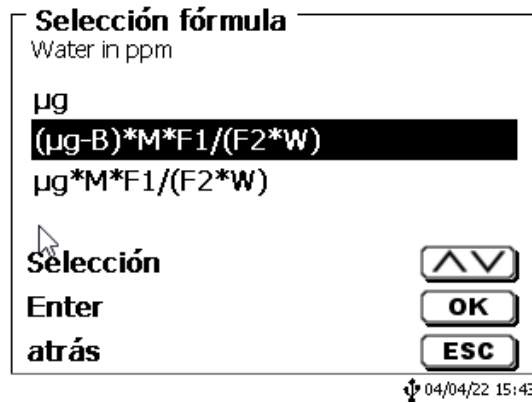 Selección fórmula
Water in ppm
µg
(µg-B)*M*F1/(F2*W)
µg*M*F1/(F2*W)
Selección
Enter OK
atrás ESC
04/04/22 15:43